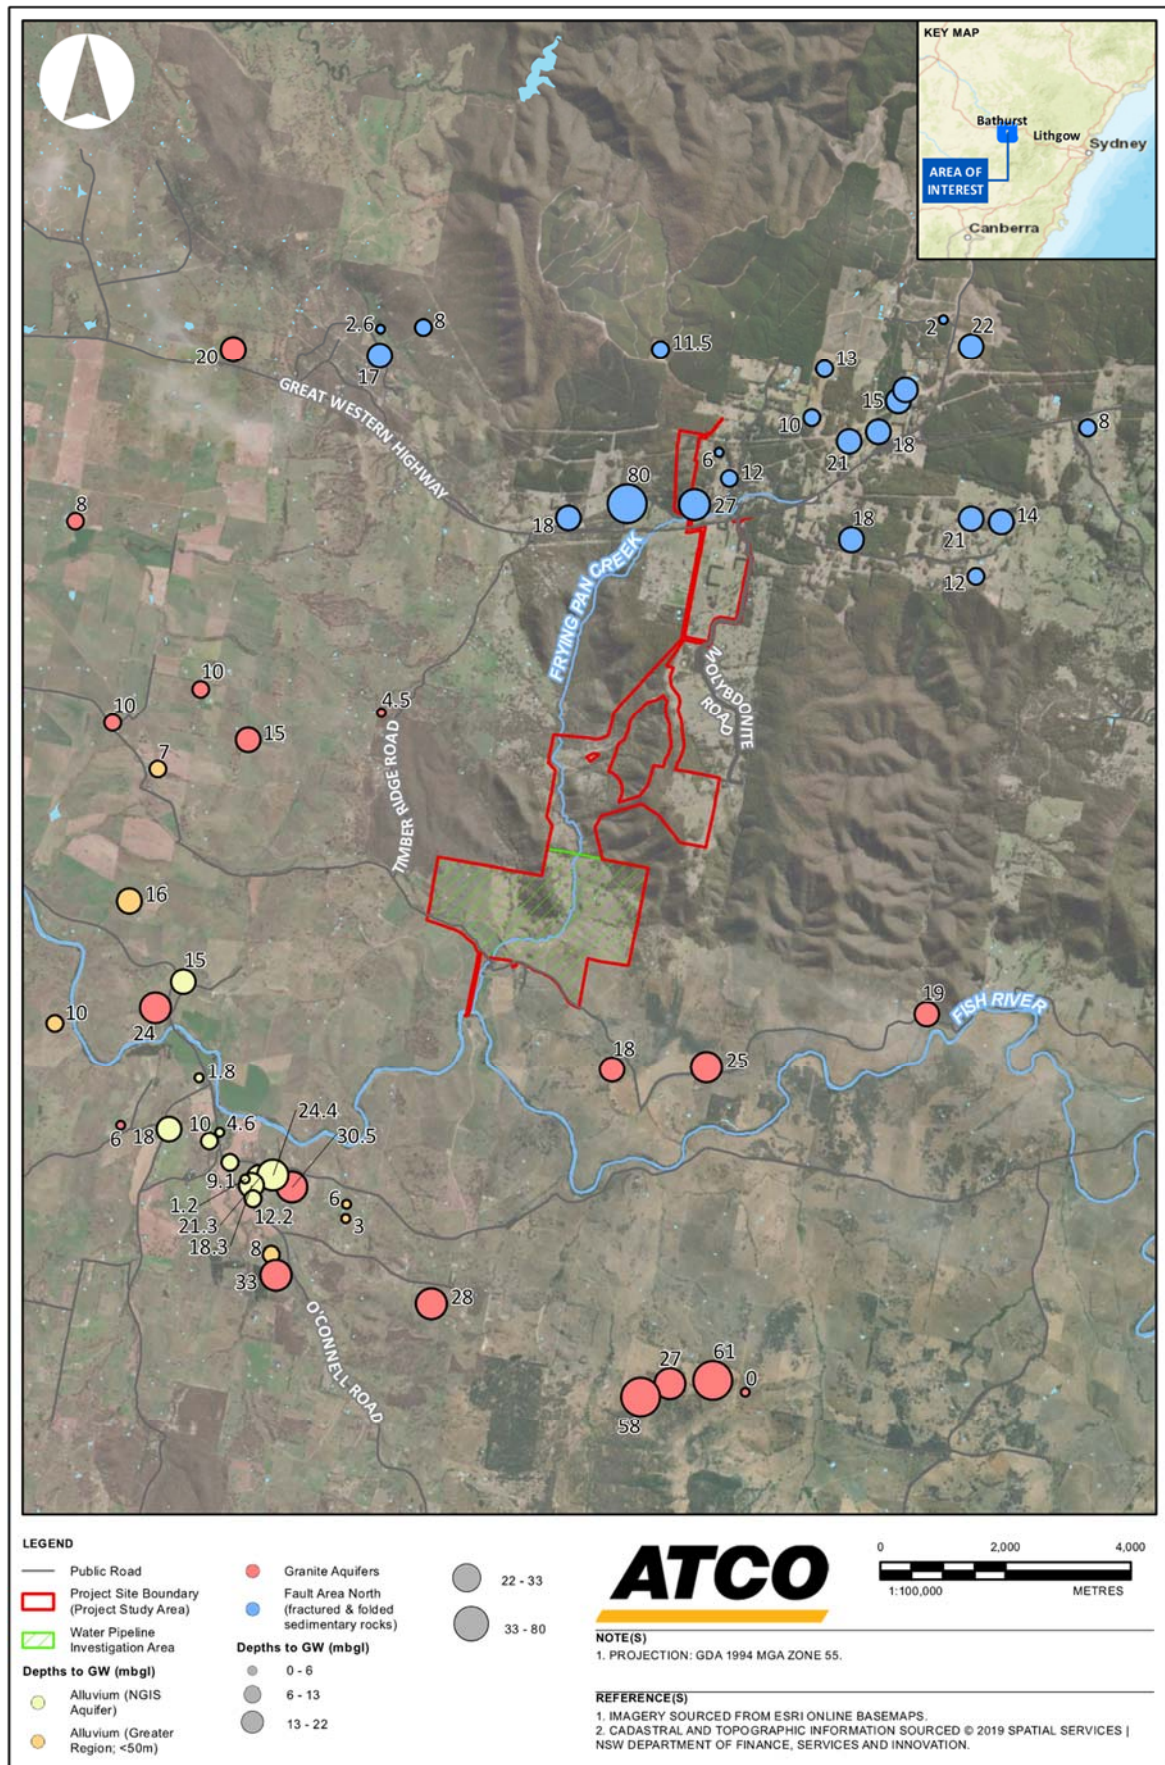 KEY MAP
Bathurst
Lithgow
Sydney
AREA OF
INTEREST
Canberra
2.6
8
2
22
20
17
11.5
13
15
GREAT WESTERN HIGHWAY
10
18
8
21
6
12
80
27
8
18
18
21
14
12
FRYING PAN CREEK
MOLYBDONITE
ROAD
10
10
4.5
15
7
TIMBER RIDGE ROAD
16
15
24
10
19
FISH RIVER
18
25
1.8
6
18
10
4.6
24.4
30.5
9.1
1.2
21.3
12.2
18.3
6
3
8
33
28
O'CONNELL ROAD
27
61
0
58
LEGEND
Public Road
Project Site Boundary
(Project Study Area)
Water Pipeline
Investigation Area
Depths to GW (mbgl)
Alluvium (NGIS
Aquifer)
Alluvium (Greater
Region; <50m)
Granite Aquifers
Fault Area North
(fractured & folded
sedimentary rocks)
Depths to GW (mbgl)
0 - 6
6 - 13
13 - 22
22 - 33
33 - 80
ATCO
0 2,000 4,000
1:100,000 METRES
NOTE(S)
1. PROJECTION: GDA 1994 MGA ZONE 55.
REFERENCE(S)
1. IMAGERY SOURCED FROM ESRI ONLINE BASEMAPS.
2. CADASTRAL AND TOPOGRAPHIC INFORMATION SOURCED © 2019 SPATIAL SERVICES |
NSW DEPARTMENT OF FINANCE, SERVICES AND INNOVATION.